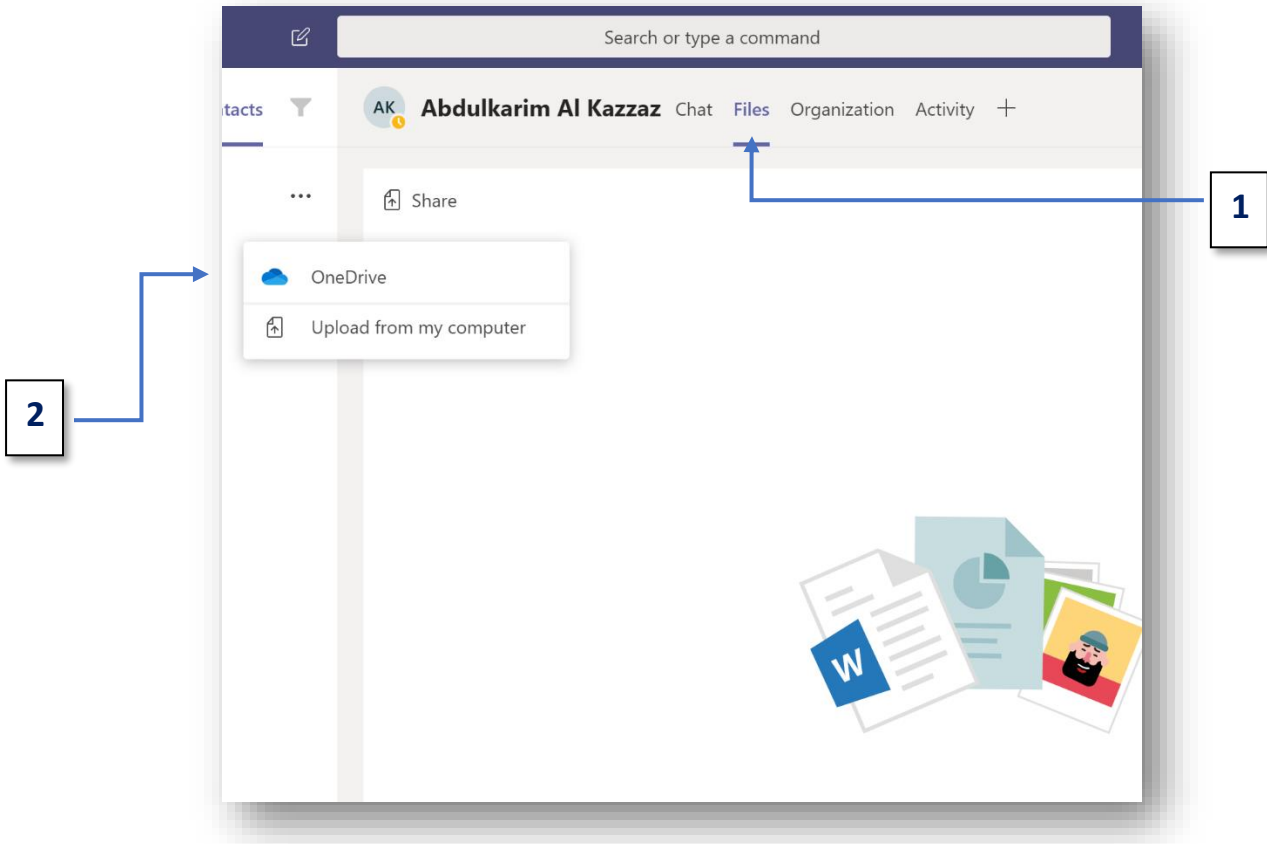 Search or type a command
tacts
AK Abdulkarim Al Kazzaz Chat Files Organization Activity
Share
1
OneDrive
Upload from my computer
2
W